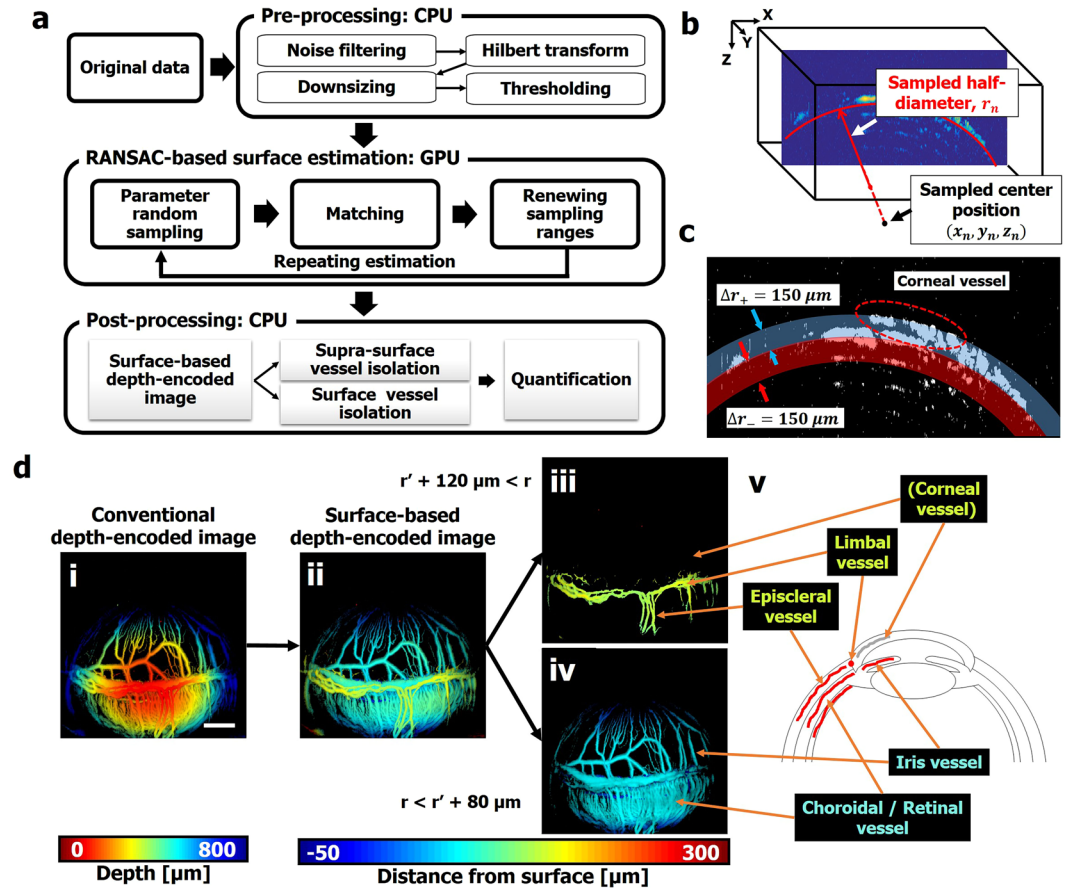 a
Pre-processing: CPU
Original data
Noise filtering
Hilbert transform
Downsizing
Thresholding
RANSAC-based surface estimation: GPU
Parameter
random
sampling
Matching
Renewing
sampling
ranges
Repeating estimation
Post-processing: CPU
Surface-based
depth-encoded
image
Supra-surface
vessel isolation
Surface vessel
isolation
Quantification
b
X
Y
Z
Sampled half-
diameter, rₙ
Sampled center
position
(xₙ, yₙ, zₙ)
c
Corneal vessel
Δr₊ = 150 μm
Δr₋ = 150 μm
d
r' + 120 μm < r
Conventional
depth-encoded image
i
Surface-based
depth-encoded image
ii
iii
iv
r < r' + 80 μm
v
(Corneal
vessel)
Limbal
vessel
Episcleral
vessel
Iris vessel
Choroidal / Retinal
vessel
0 800
Depth [μm]
-50 300
Distance from surface [μm]